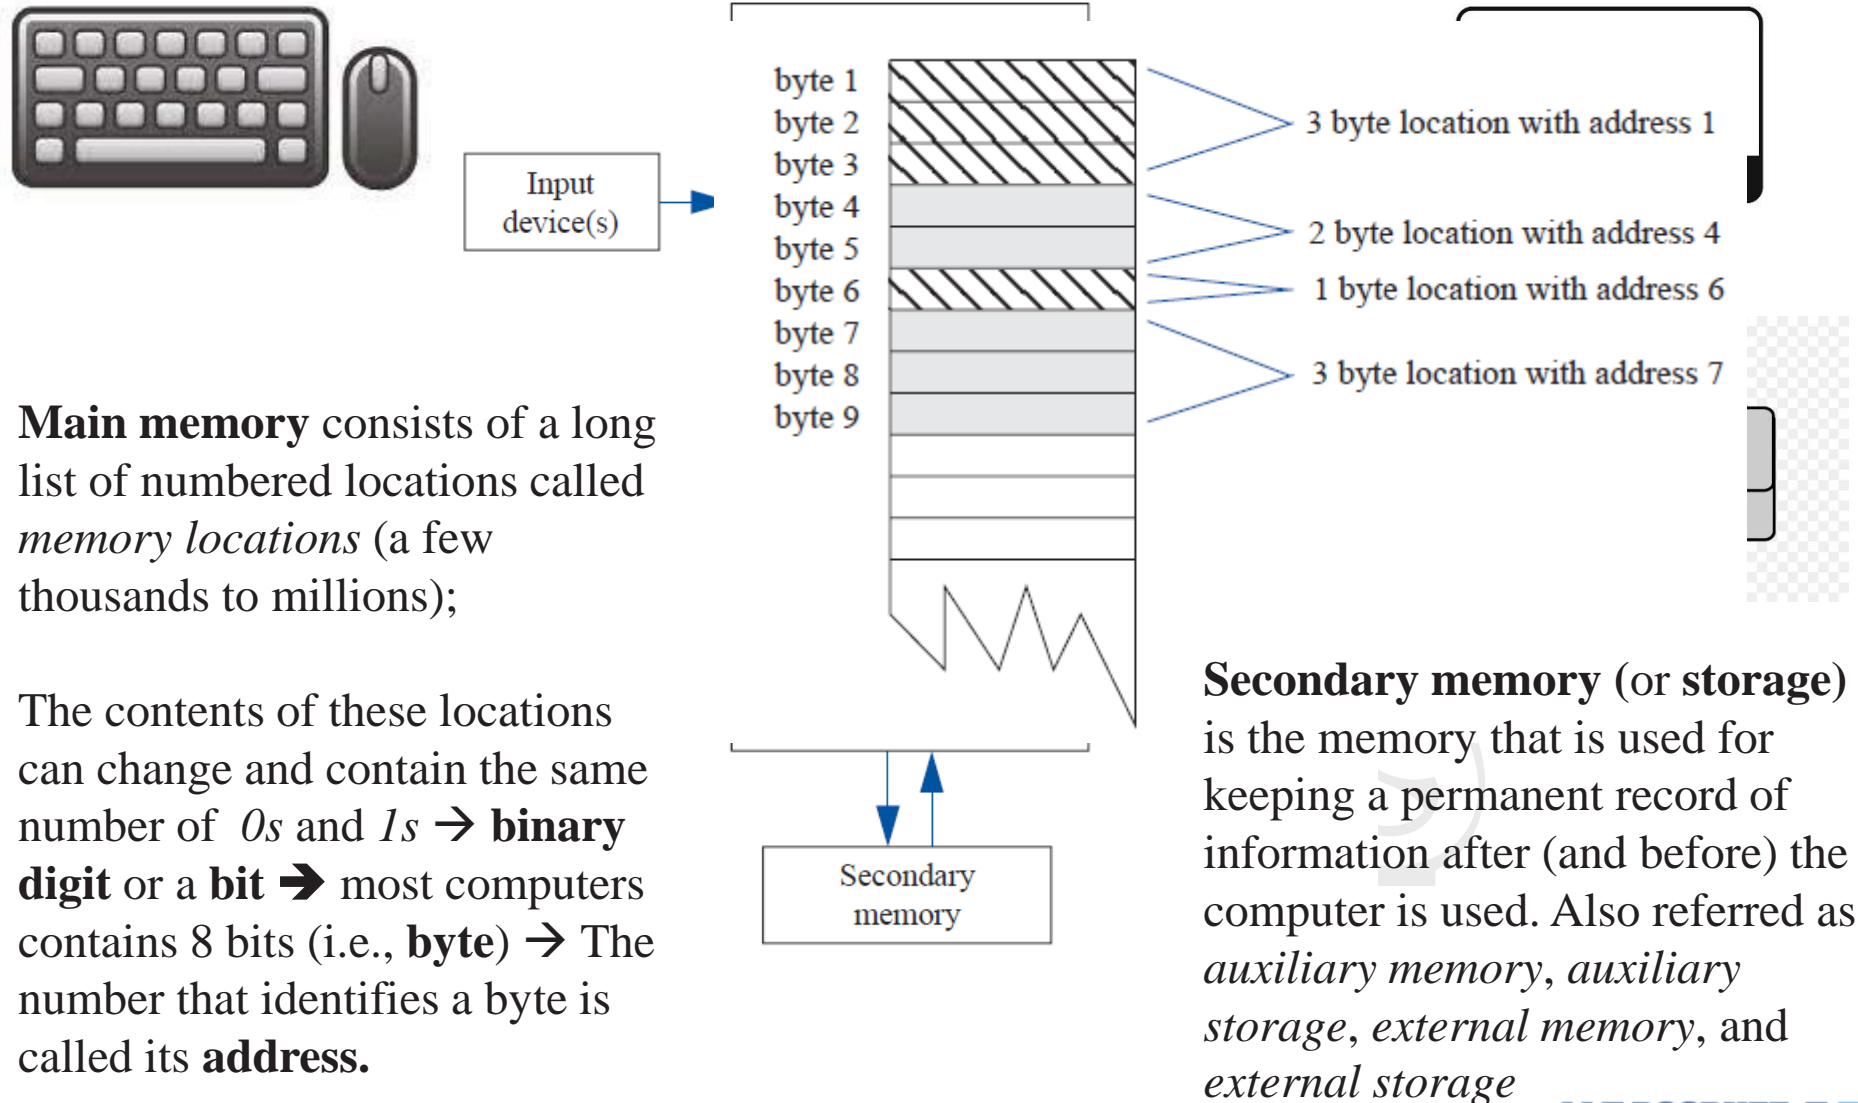 Input
device(s)
byte 1
byte 2
byte 3
byte 4
byte 5
byte 6
byte 7
byte 8
byte 9
3 byte location with address 1
2 byte location with address 4
1 byte location with address 6
3 byte location with address 7
Main memory consists of a long
list of numbered locations called
memory locations (a few
thousands to millions);
The contents of these locations
can change and contain the same
number of 0s and 1s → binary
digit or a bit ➔ most computers
contains 8 bits (i.e., byte) → The
number that identifies a byte is
called its address.
Secondary
memory
Secondary memory (or storage)
is the memory that is used for
keeping a permanent record of
information after (and before) the
computer is used. Also referred as
auxiliary memory, auxiliary
storage, external memory, and
external storage